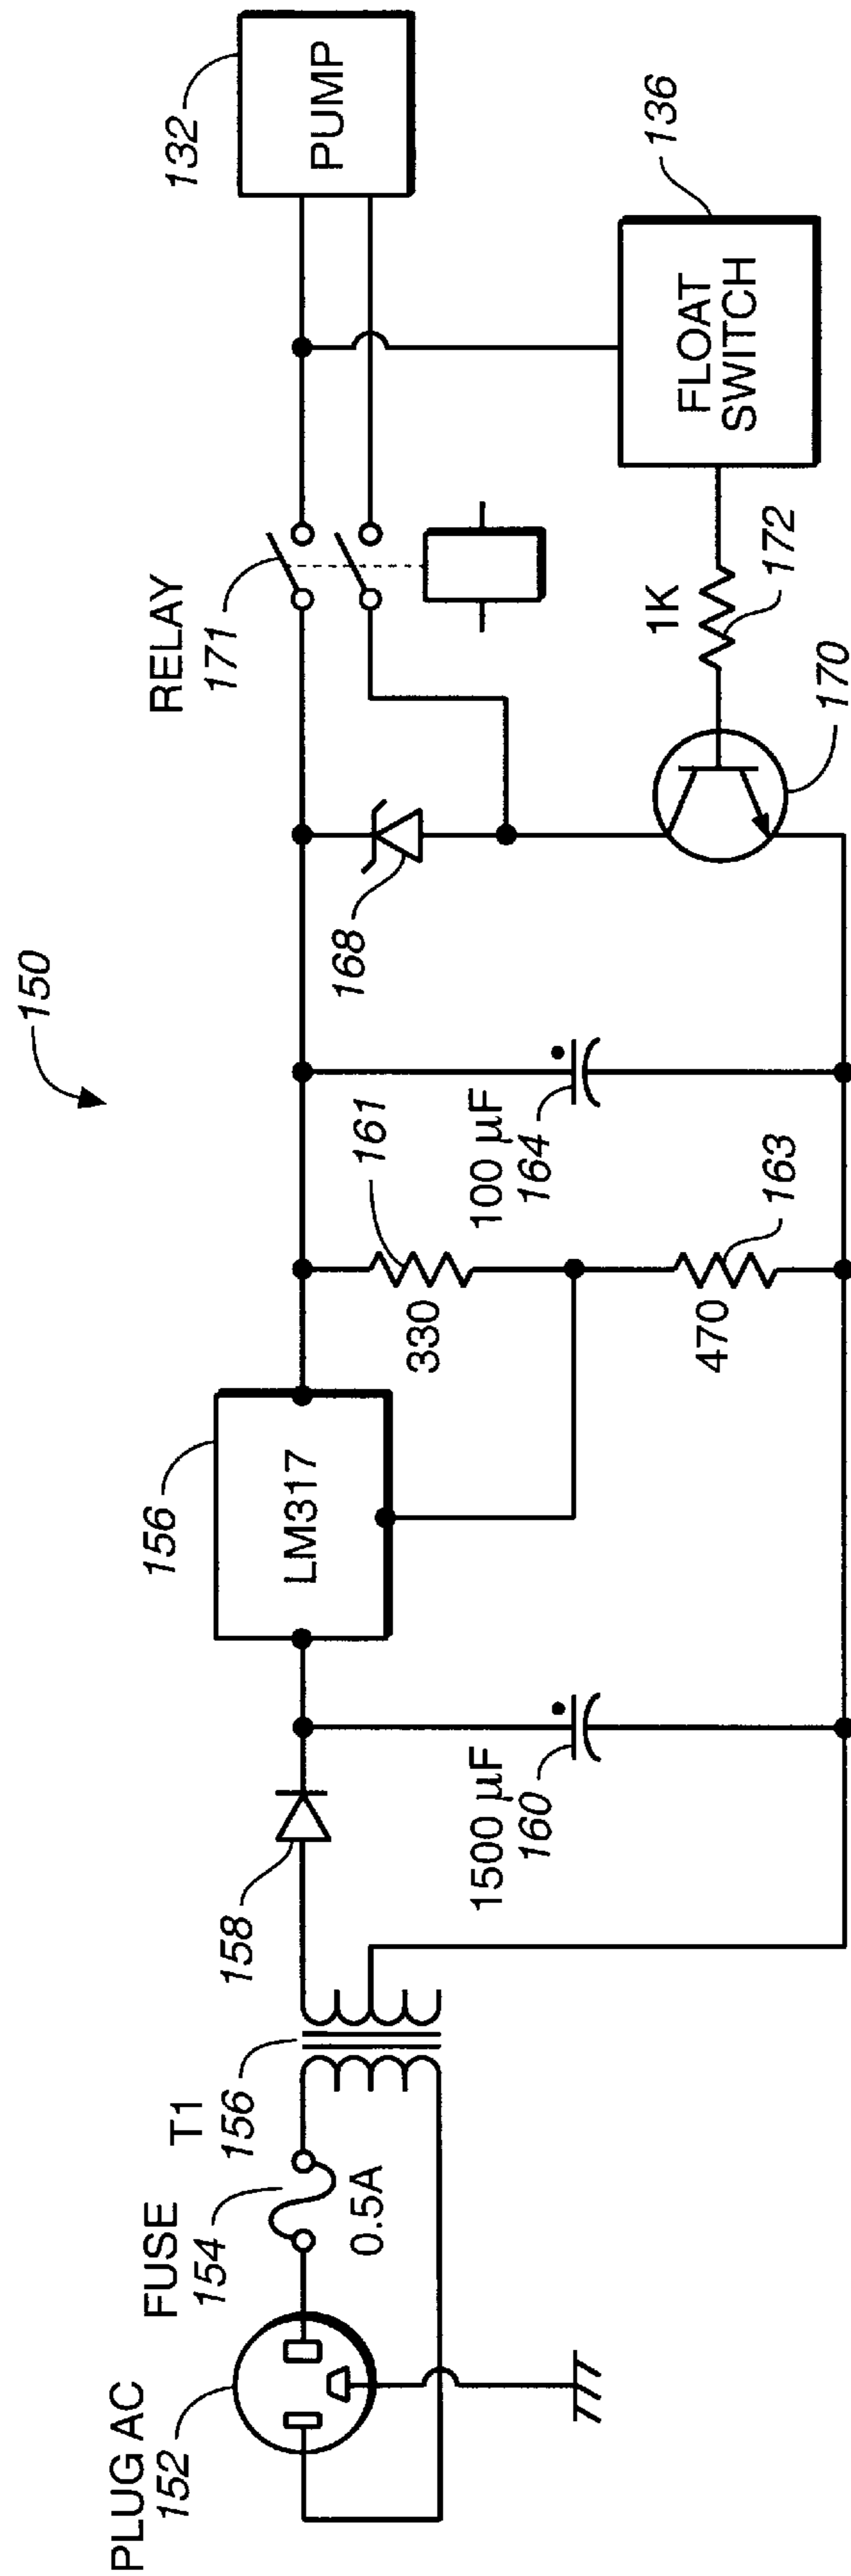 150
PLUG AC
152
FUSE
154
0.5A
T1
156
158
1500 µF
160
156
LM317
330
161
470
163
100 µF
164
168
RELAY
171
170
1K
172
FLOAT
SWITCH
136
PUMP
132